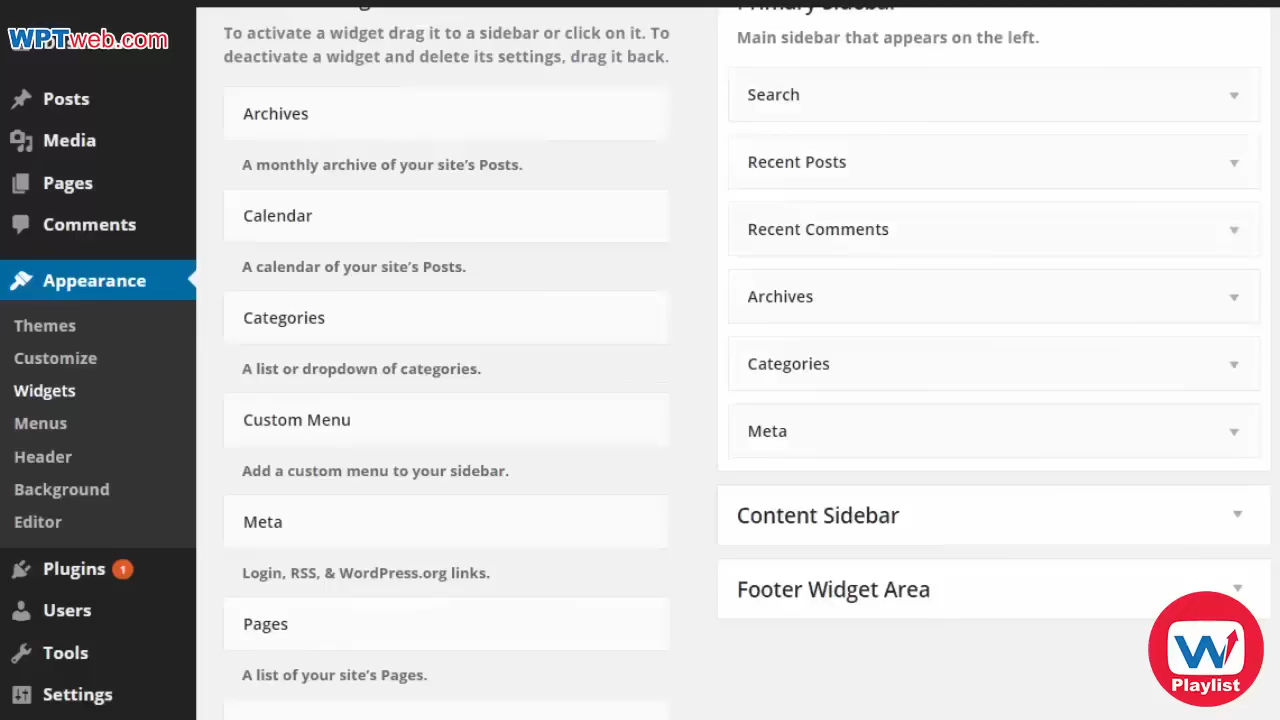 WPTweb.com
Posts
Media
Pages
Comments
Appearance
Themes
Customize
Widgets
Menus
Header
Background
Editor
Plugins 1
Users
Tools
Settings
To activate a widget drag it to a sidebar or click on it. To
deactivate a widget and delete its settings, drag it back.
Archives
A monthly archive of your site's Posts.
Calendar
A calendar of your site's Posts.
Categories
A list or dropdown of categories.
Custom Menu
Add a custom menu to your sidebar.
Meta
Login, RSS, & WordPress.org links.
Pages
A list of your site's Pages.
Primary Sidebar
Main sidebar that appears on the left.
Search
Recent Posts
Recent Comments
Archives
Categories
Meta
Content Sidebar
Footer Widget Area
W
Playlist